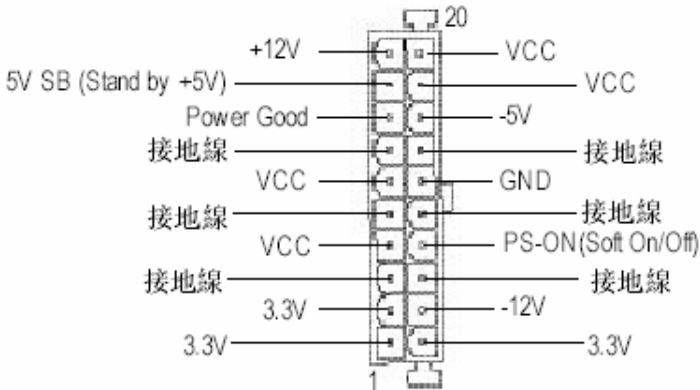 20
+12V VCC
5V SB (Stand by +5V) VCC
Power Good -5V
接地線 接地線
VCC GND
接地線 接地線
VCC PS-ON(Soft On/Off)
接地線 接地線
3.3V -12V
3.3V 3.3V
1